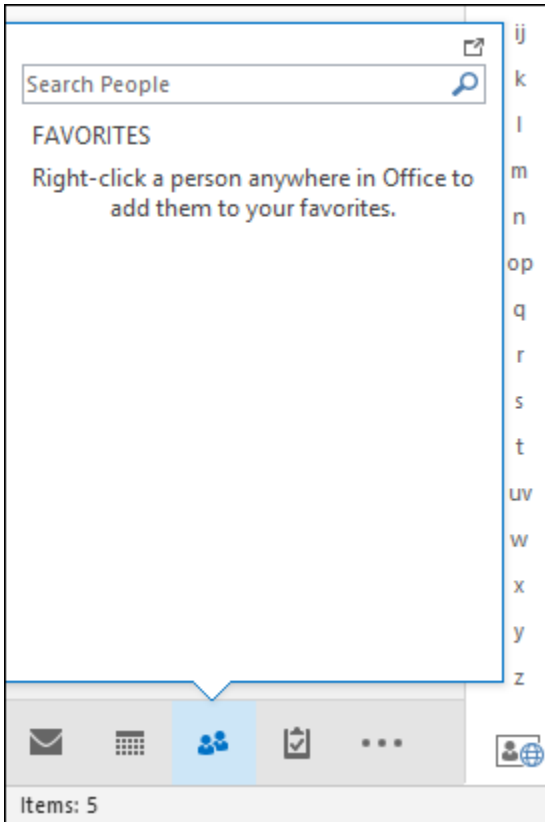 Search People
FAVORITES
Right-click a person anywhere in Office to
add them to your favorites.
ij
k
l
m
n
op
q
r
s
t
uv
w
x
y
z
Items: 5